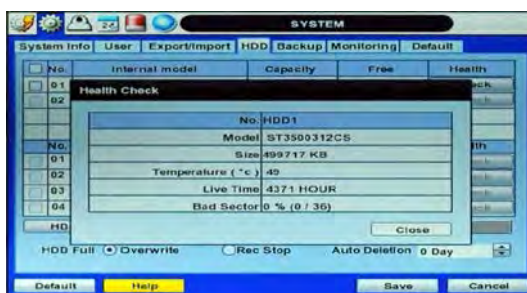 SYSTEM
System Info User Export/Import HDD Backup Monitoring Default
No. Internal model Capacity Free Health
01
02
Health Check
No. HDD1
Model ST3500312CS
Size 499717 KB
Temperature ( °c ) 49
Live Time 4371 HOUR
Bad Sector 0 % (0 / 36)
Close
No.
01
02
03
04
HD
HDD Full Overwrite Rec Stop Auto Deletion 0 Day
Default Help Save Cancel